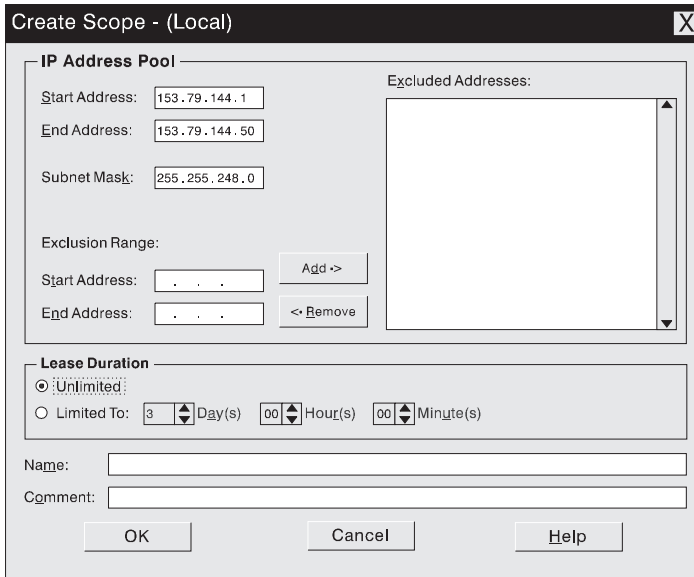 Create Scope - (Local) X
IP Address Pool
Start Address: 153.79.144.1
End Address: 153.79.144.50
Subnet Mask: 255.255.248.0
Exclusion Range:
Start Address: . . .
End Address: . . .
Add ->
<- Remove
Excluded Addresses:
Lease Duration
Unlimited
Limited To: 3 Day(s) 00 Hour(s) 00 Minute(s)
Name:
Comment:
OK Cancel Help